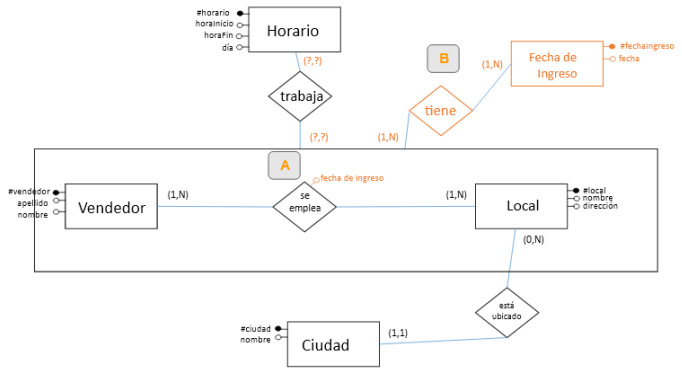 #horario
horaInicio
horaFin
día
Horario
(?,?)
trabaja
(?,?)
B
(1,N)
Fecha de
Ingreso
#fechaIngreso
fecha
tiene
(1,N)
A
fecha de Ingreso
#vendedor
apellido
nombre
Vendedor
(1,N)
se
emplea
(1,N)
Local
#local
nombre
dirección
(0,N)
está
ubicado
#ciudad
nombre
Ciudad
(1,1)